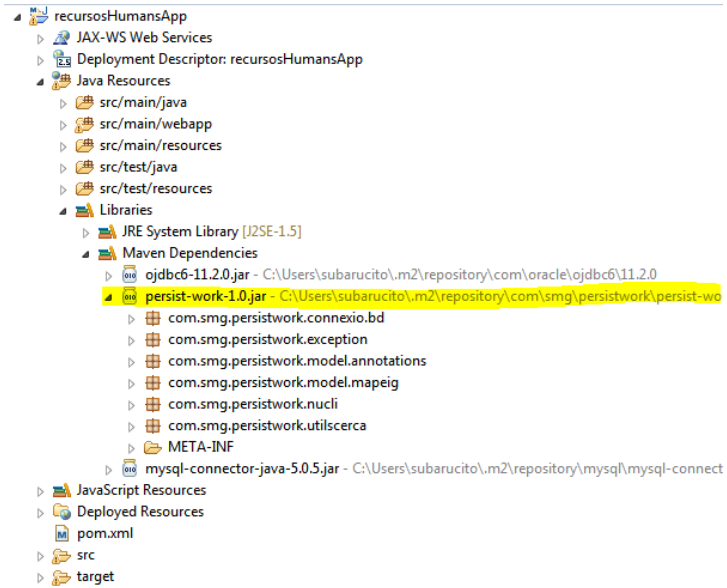 recursosHumansApp
JAX-WS Web Services
Deployment Descriptor: recursosHumansApp
Java Resources
src/main/java
src/main/webapp
src/main/resources
src/test/java
src/test/resources
Libraries
JRE System Library [J2SE-1.5]
Maven Dependencies
ojdbc6-11.2.0.jar - C:\Users\subarucito\.m2\repository\com\oracle\ojdbc6\11.2.0
persist-work-1.0.jar - C:\Users\subarucito\.m2\repository\com\smg\persistwork\persist-wo
com.smg.persistwork.connexio.bd
com.smg.persistwork.exception
com.smg.persistwork.model.annotations
com.smg.persistwork.model.mapeig
com.smg.persistwork.nucli
com.smg.persistwork.utilscerca
META-INF
mysql-connector-java-5.0.5.jar - C:\Users\subarucito\.m2\repository\mysql\mysql-connect
JavaScript Resources
Deployed Resources
pom.xml
src
target